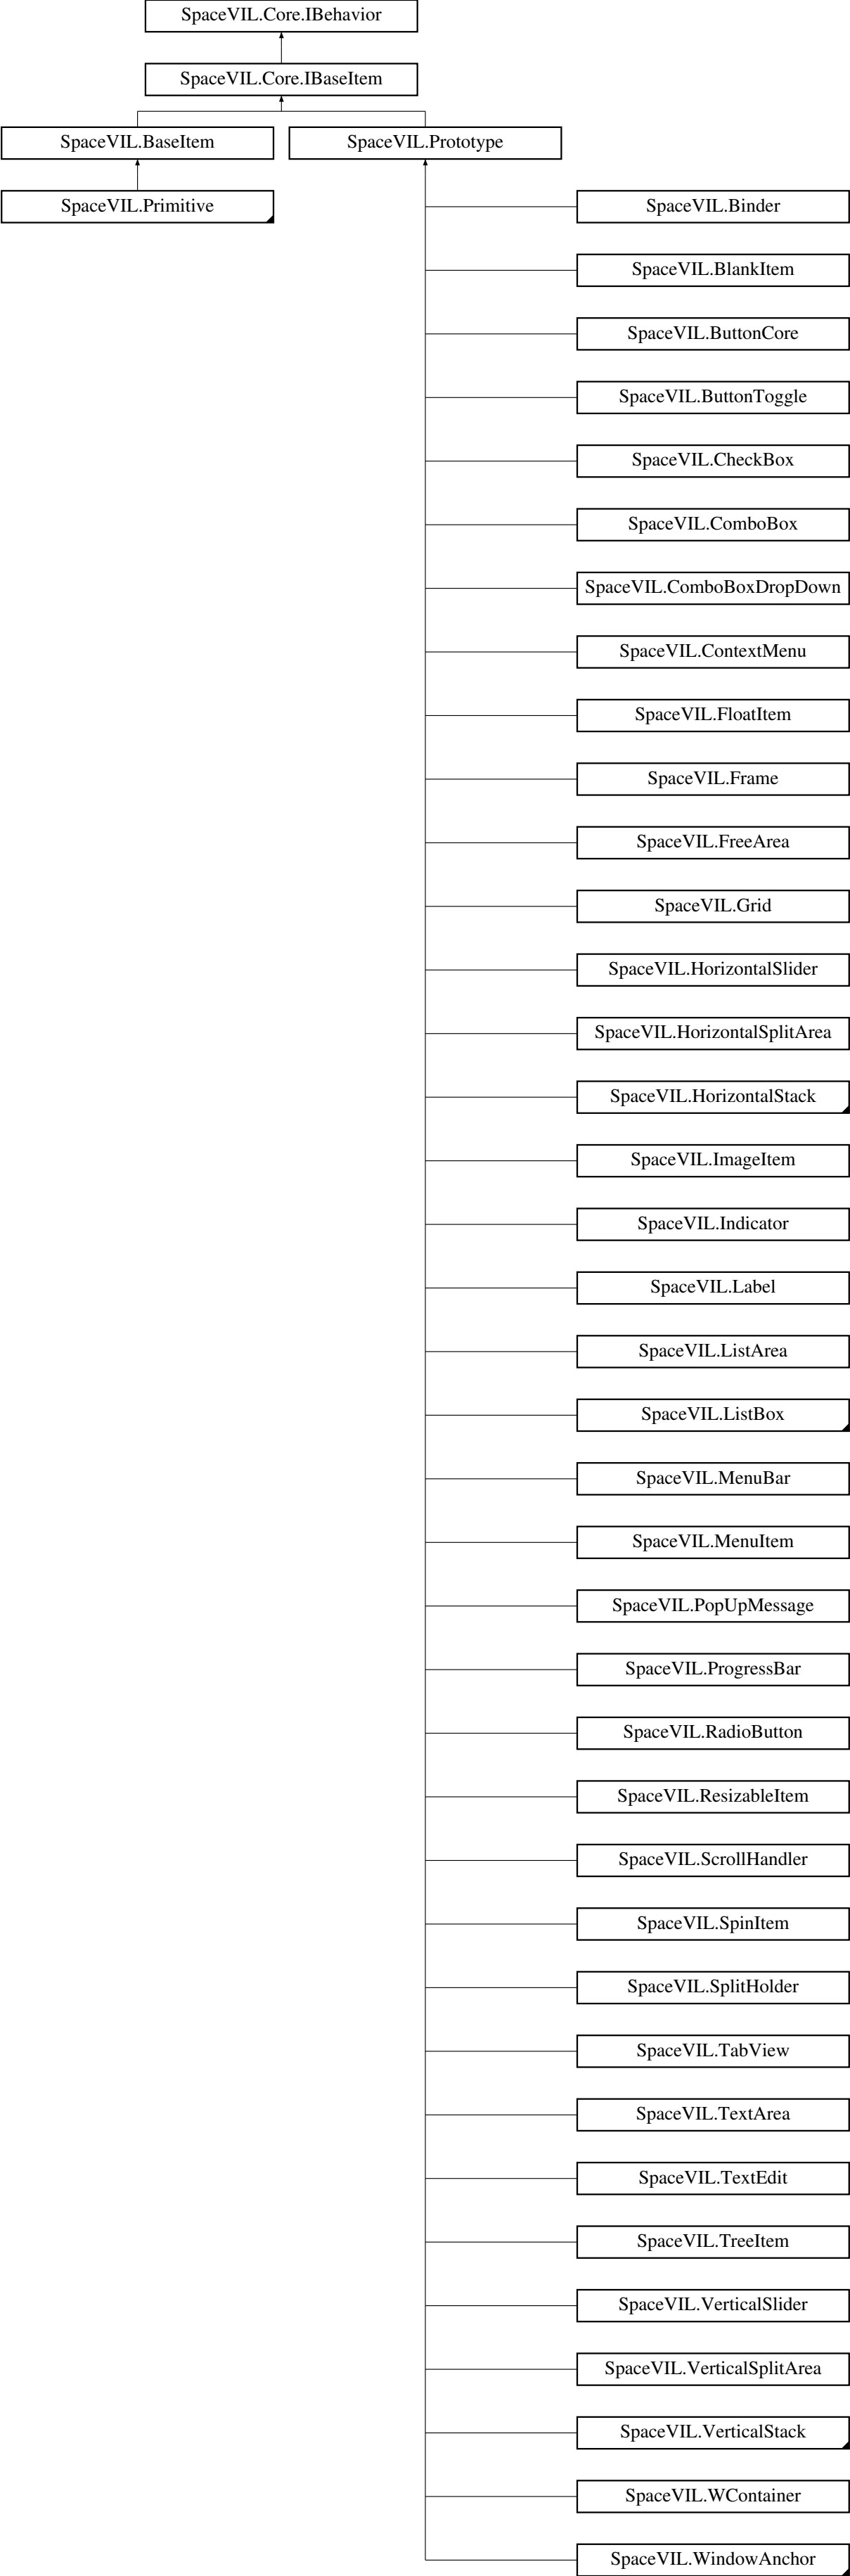 SpaceVIL.Core.IBehavior
SpaceVIL.Core.IBaseItem
SpaceVIL.BaseItem
SpaceVIL.Prototype
SpaceVIL.Primitive
SpaceVIL.Binder
SpaceVIL.BlankItem
SpaceVIL.ButtonCore
SpaceVIL.ButtonToggle
SpaceVIL.CheckBox
SpaceVIL.ComboBox
SpaceVIL.ComboBoxDropDown
SpaceVIL.ContextMenu
SpaceVIL.FloatItem
SpaceVIL.Frame
SpaceVIL.FreeArea
SpaceVIL.Grid
SpaceVIL.HorizontalSlider
SpaceVIL.HorizontalSplitArea
SpaceVIL.HorizontalStack
SpaceVIL.ImageItem
SpaceVIL.Indicator
SpaceVIL.Label
SpaceVIL.ListArea
SpaceVIL.ListBox
SpaceVIL.MenuBar
SpaceVIL.MenuItem
SpaceVIL.PopUpMessage
SpaceVIL.ProgressBar
SpaceVIL.RadioButton
SpaceVIL.ResizableItem
SpaceVIL.ScrollHandler
SpaceVIL.SpinItem
SpaceVIL.SplitHolder
SpaceVIL.TabView
SpaceVIL.TextArea
SpaceVIL.TextEdit
SpaceVIL.TreeItem
SpaceVIL.VerticalSlider
SpaceVIL.VerticalSplitArea
SpaceVIL.VerticalStack
SpaceVIL.WContainer
SpaceVIL.WindowAnchor